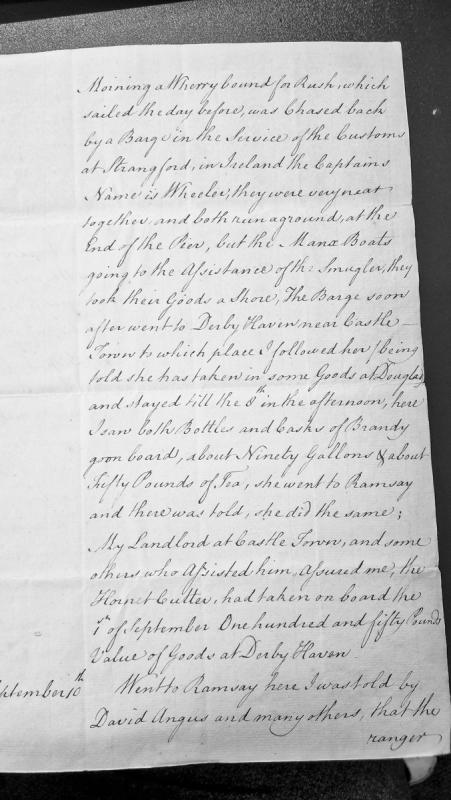 Moining a Wherry bound for Rush, which
sailed the day before, was Chased back
by a Barge in the Service of the Customs
at Strangford, in Ireland the Captains
Name is Wheeler, they were very neat
together, and both run aground, at the
End of the Pier, but the Manx Boats
going to the Assistance of the Smugler, they
took their Goods a Shore, The Barge soon
after went to Derby Haven near Castle
Town to which place I followed her (being
told she has taken in some Goods at Douglas)
and stayed till the 8th in the afternoon, here
I saw both Bottles and Casks of Brandy
go on board, about Ninety Gallons & about
Fifty Pounds of Tea, she went to Ramsay
and there was told, she did the same;
My Landlord at Castle Town, and some
others who Assisted him, Assured me, the
Hornet Cutter, had taken on board the
1st of September One hundred and fifty Pounds
Value of Goods at Derby Haven
September 10th Went to Ramsay here I was told by
David Angus and many others, that the
ranger